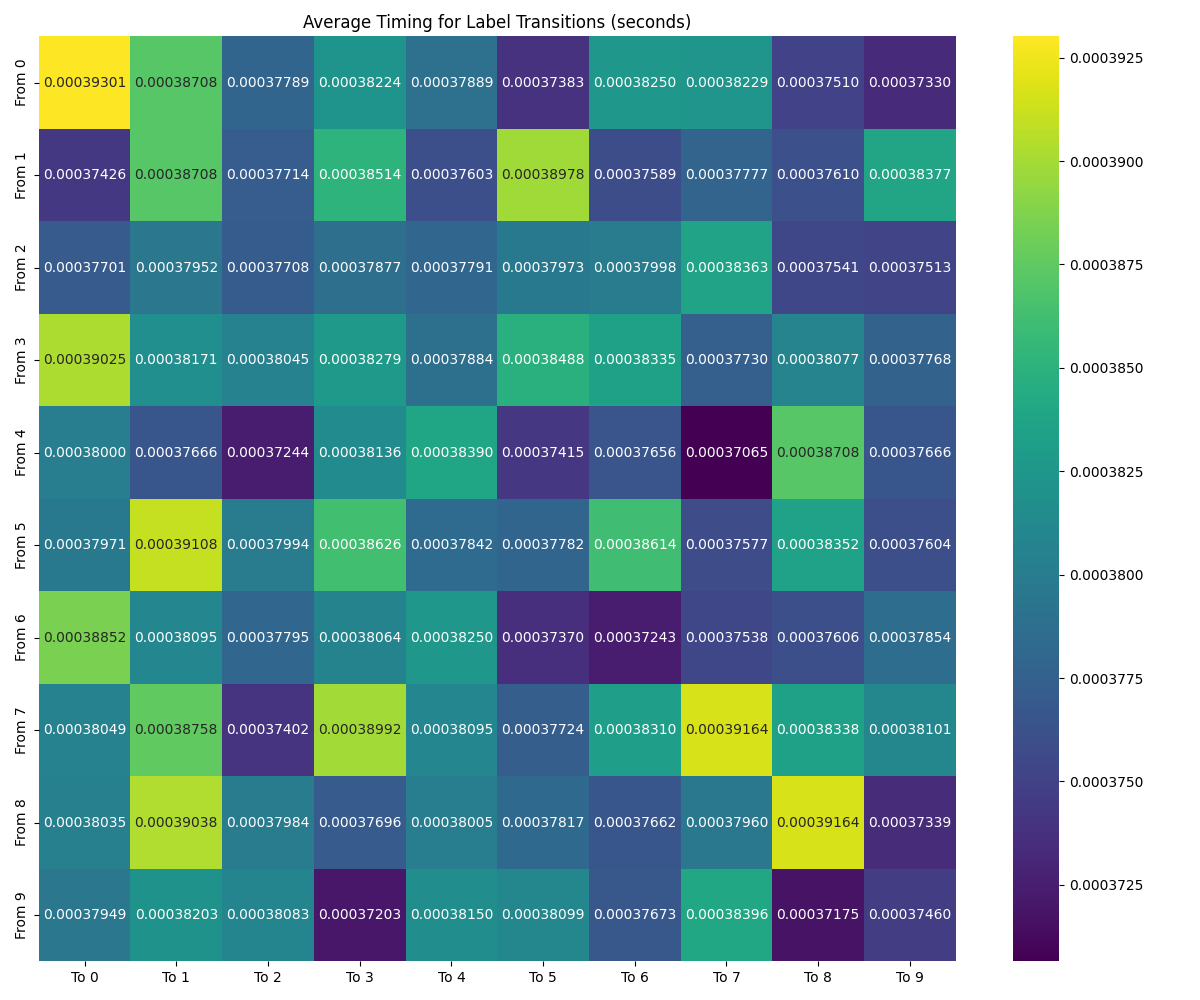 Average Timing for Label Transitions (seconds)
From 0 0.00039301 0.00038708 0.00037789 0.00038224 0.00037889 0.00037383 0.00038250 0.00038229 0.00037510 0.00037330
From 1 0.00037426 0.00038708 0.00037714 0.00038514 0.00037603 0.00038978 0.00037589 0.00037777 0.00037610 0.00038377
From 2 0.00037701 0.00037952 0.00037708 0.00037877 0.00037791 0.00037973 0.00037998 0.00038363 0.00037541 0.00037513
From 3 0.00039025 0.00038171 0.00038045 0.00038279 0.00037884 0.00038488 0.00038335 0.00037730 0.00038077 0.00037768
From 4 0.00038000 0.00037666 0.00037244 0.00038136 0.00038390 0.00037415 0.00037656 0.00037065 0.00038708 0.00037666
From 5 0.00037971 0.00039108 0.00037994 0.00038626 0.00037842 0.00037782 0.00038614 0.00037577 0.00038352 0.00037604
From 6 0.00038852 0.00038095 0.00037795 0.00038064 0.00038250 0.00037370 0.00037243 0.00037538 0.00037606 0.00037854
From 7 0.00038049 0.00038758 0.00037402 0.00038992 0.00038095 0.00037724 0.00038310 0.00039164 0.00038338 0.00038101
From 8 0.00038035 0.00039038 0.00037984 0.00037696 0.00038005 0.00037817 0.00037662 0.00037960 0.00039164 0.00037339
From 9 0.00037949 0.00038203 0.00038083 0.00037203 0.00038150 0.00038099 0.00037673 0.00038396 0.00037175 0.00037460
To 0 To 1 To 2 To 3 To 4 To 5 To 6 To 7 To 8 To 9
0.0003925
0.0003900
0.0003875
0.0003850
0.0003825
0.0003800
0.0003775
0.0003750
0.0003725